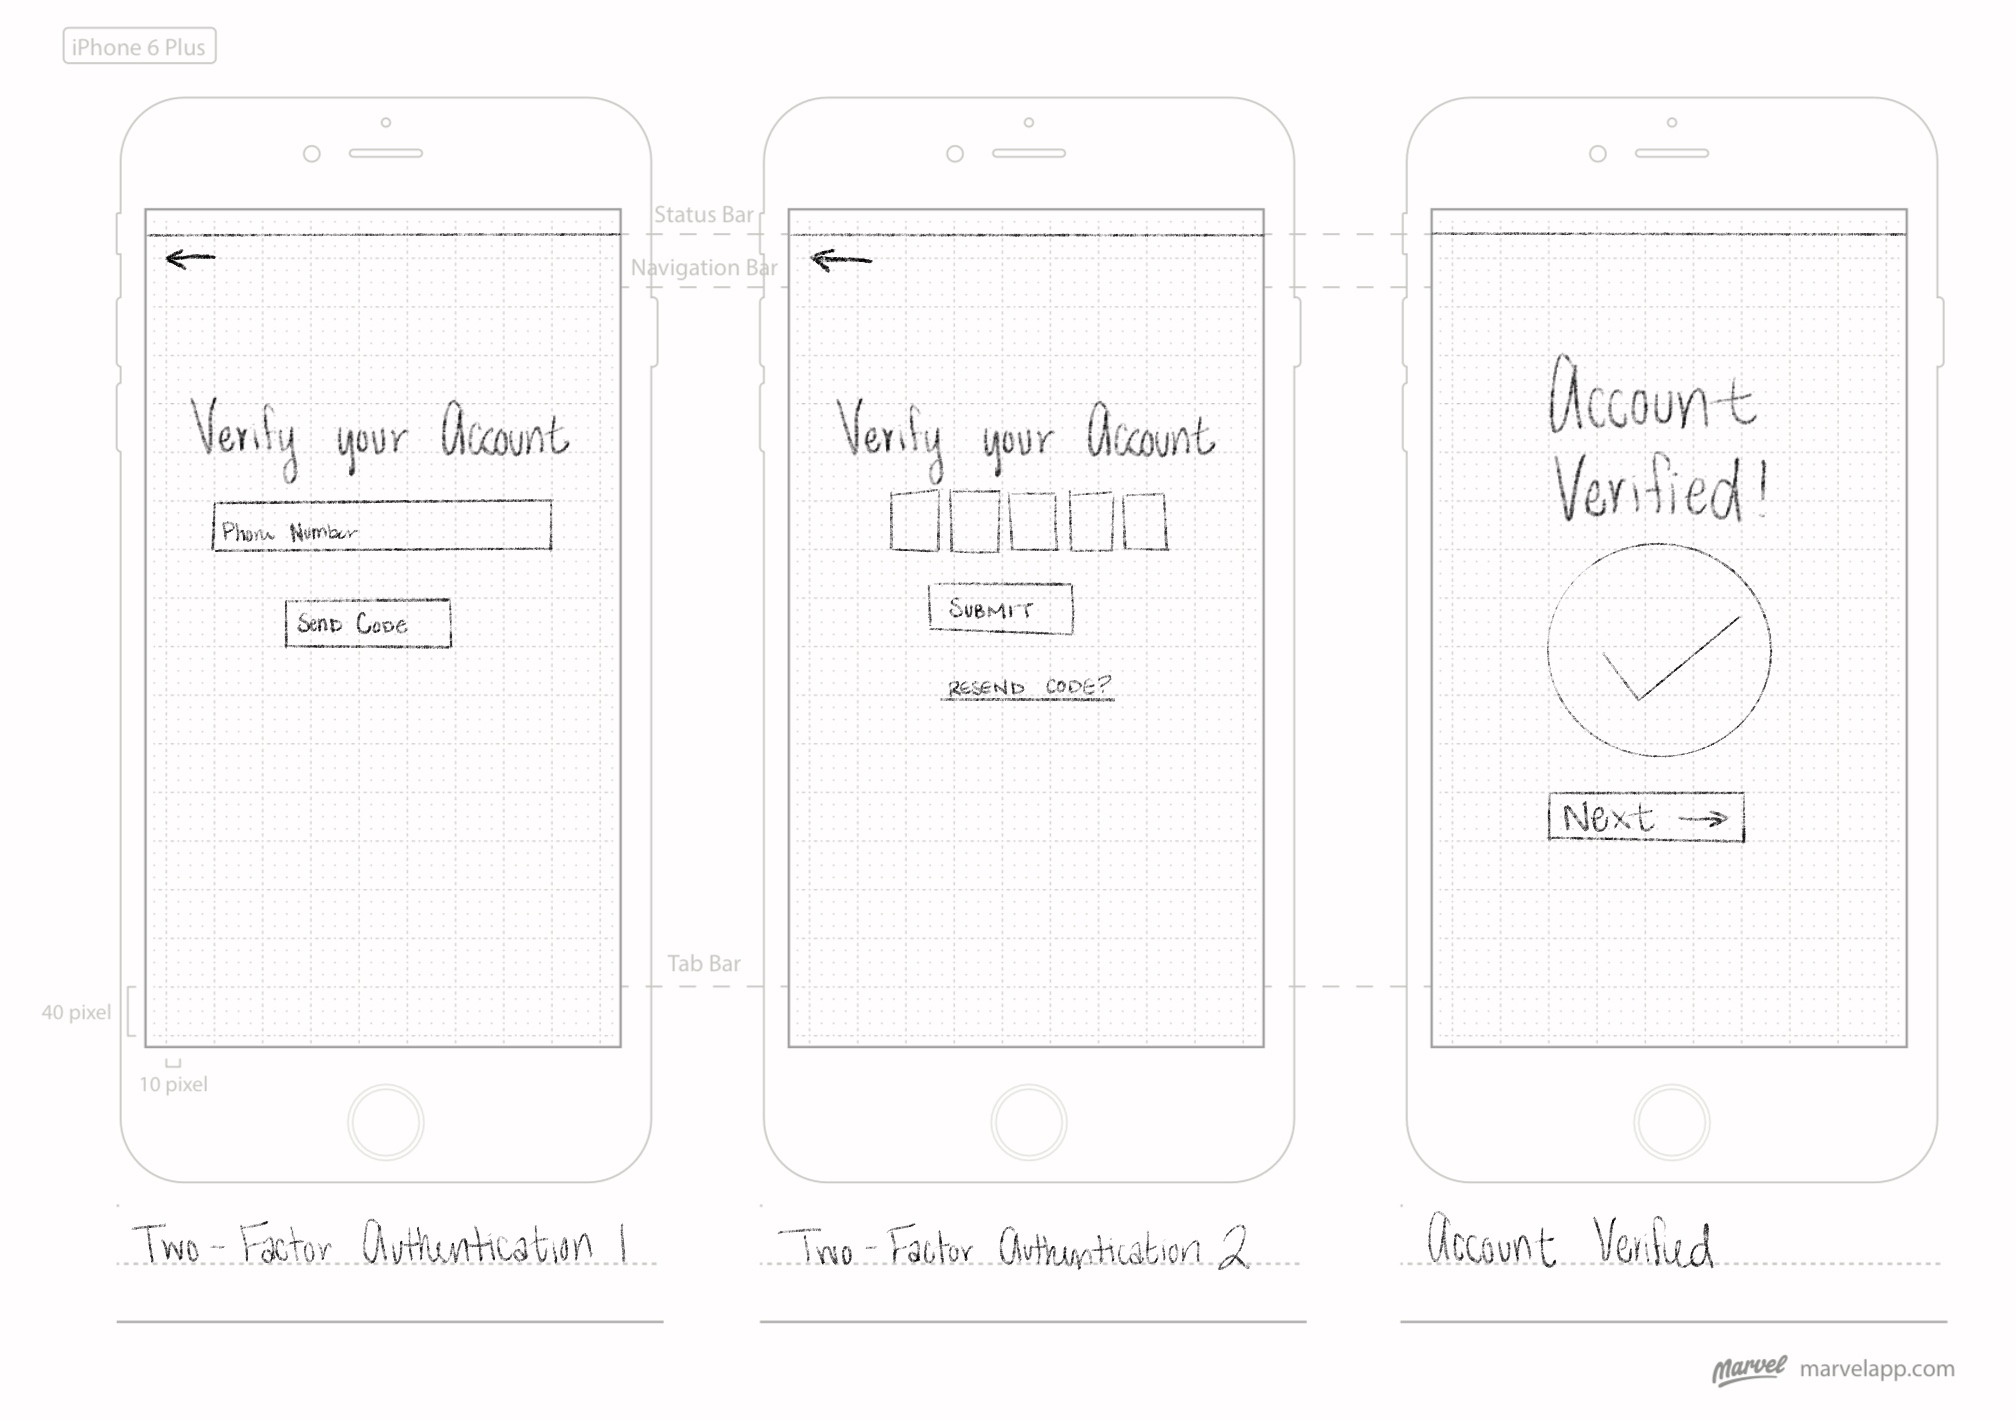 iPhone 6 Plus
Status Bar
Navigation Bar
Tab Bar
40 pixel
10 pixel
Verify your Account
Phone Number
Send Code
Two-Factor Authentication 1
Verify your Account
SUBMIT
RESEND CODE?
Two-Factor Authentication 2
Account
Verified!
Next →
Account Verified
Marvel marvelapp.com